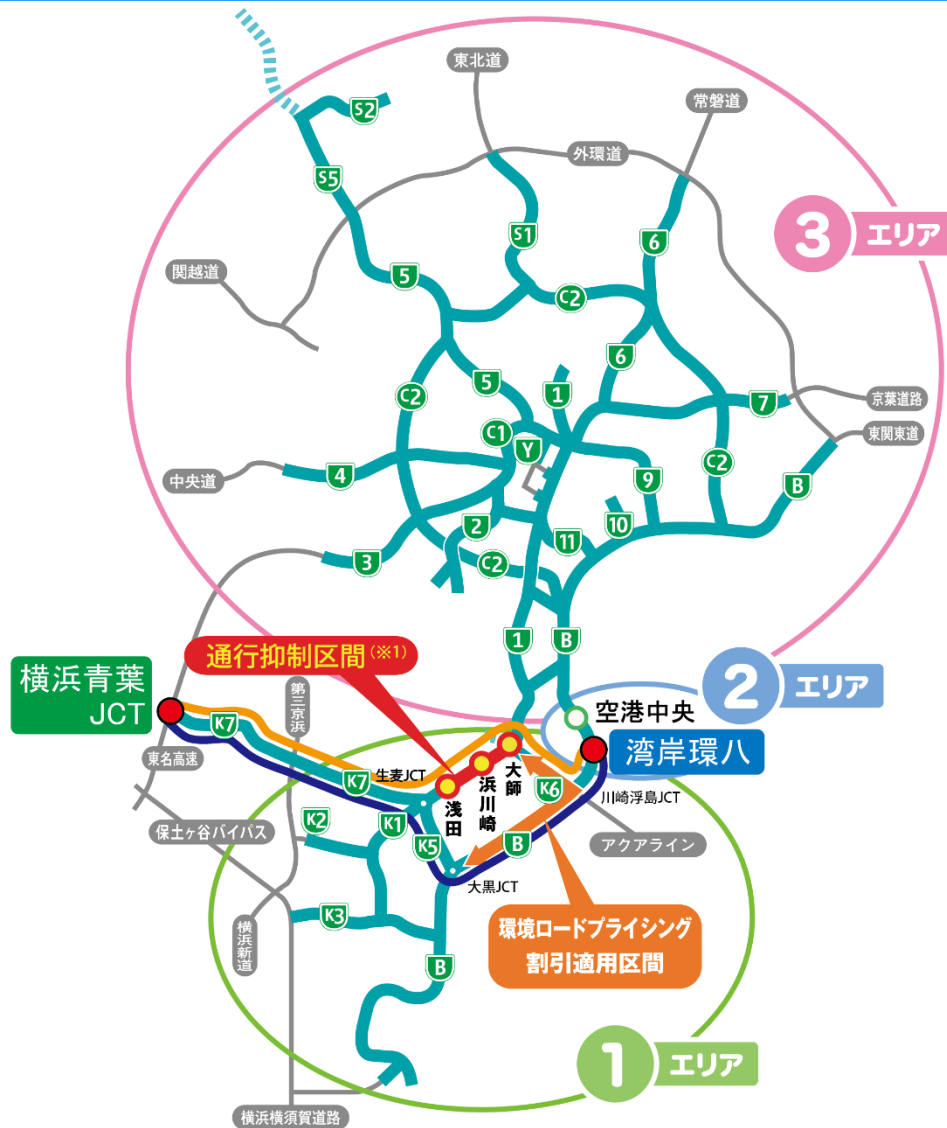 東北道
常磐道
S2
外環道
S5
S1
6
3 エリア
関越道
5
C2
6
5
1
C2
7
京葉道路
C1
Y
東関東道
中央道
4
9
C2
B
2
10
11
3
C2
1
B
通行抑制区間(※1)
横浜青葉
JCT
第三京浜
2 エリア
空港中央
K7
湾岸環八
東名高速
生麦JCT
K7
大師
浜川崎
浅田
K6
川崎浮島JCT
K2
K1
保土ヶ谷バイパス
K5
B
アクアライン
大黒JCT
K3
横浜新道
環境ロードプライシング
割引適用区間
B
1 エリア
横浜横須賀道路